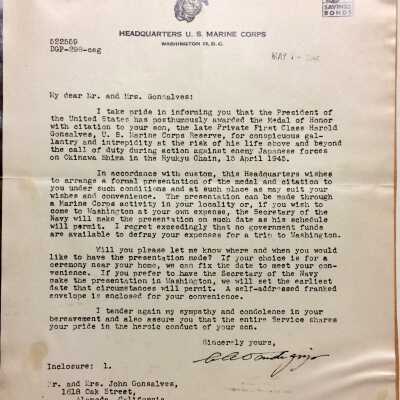 SAVINGS
BONDS
HEADQUARTERS U. S. MARINE CORPS
WASHINGTON 25, D. C.
522559
DGP-298-cag
MAY
My dear Mr. and Mrs. Gonsalves:
I take pride in informing you that the President of
the United States has posthumously awarded the Medal of Honor
with citation to your son, the late Private First Class Harold
Gonsalves, U. S. Marine Corps Reserve, for conspicuous gal-
lantry and intrepidity at the risk of his life above and beyond
the call of duty during action against enemy Japanese forces
on Okinawa Shima in the Ryukyu Chain, 15 April 1945.
In accordance with custom, this Headquarters wishes
to arrange a formal presentation of the medal and citation to
you under such conditions and at such place as may suit your
wishes and convenience. The presentation can be made through
a Marine Corps activity in your locality or, if you wish to
come to Washington at your own expense, the Secretary of the
Navy will make the presentation on such date as his schedule
will permit. I regret exceedingly that no government funds
are available to defray your expenses for a trip to Washington.
Will you please let me know where and when you would
like to have the presentation made? If your choice is for a
ceremony near your home, we can fix the date to meet your con-
venience. If you prefer to have the Secretary of the Navy
make the presentation in Washington, we will set the earliest
date that circumstances will permit. A self-addressed franked
envelope is enclosed for your convenience.
I tender again my sympathy and condolence in your
bereavement and also assure you that the entire Service shares
your pride in the heroic conduct of your son.
Sincerely yours,
Inclosure: 1.
Mr. and Mrs. John Gonsalves,
1618 Oak Street,
Alameda, California.